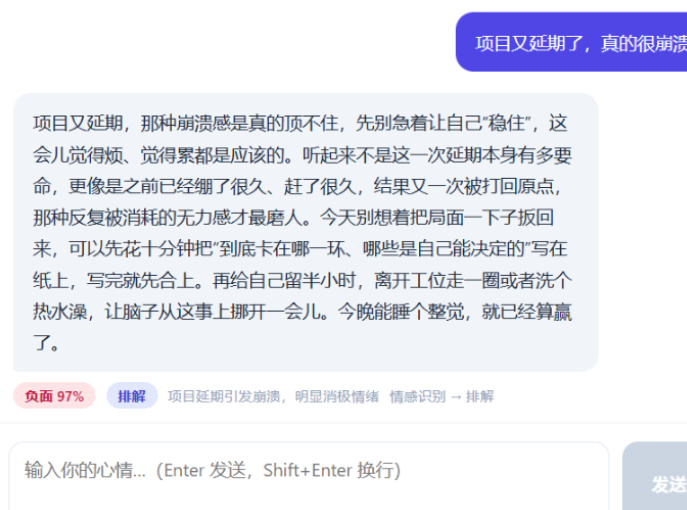 项目又延期了，真的很崩溃
项目又延期，那种崩溃感是真的顶不住，先别急着让自己“稳住”，这
会儿觉得烦、觉得累都是应该的。听起来不是这一次延期本身有多要
命，更像是之前已经绷了很久、赶了很久，结果又一次被打回原点，
那种反复被消耗的无力感才最磨人。今天别想着把局面一下子扳回
来，可以先花十分钟把“到底卡在哪一环、哪些是自己能决定的”写在
纸上，写完就先合上。再给自己留半小时，离开工位走一圈或者洗个
热水澡，让脑子从这事上挪开一会儿。今晚能睡个整觉，就已经算赢
了。
负面 97% 排解 项目延期引发崩溃，明显消极情绪 情感识别 → 排解
输入你的心情...（Enter 发送，Shift+Enter 换行）
发送